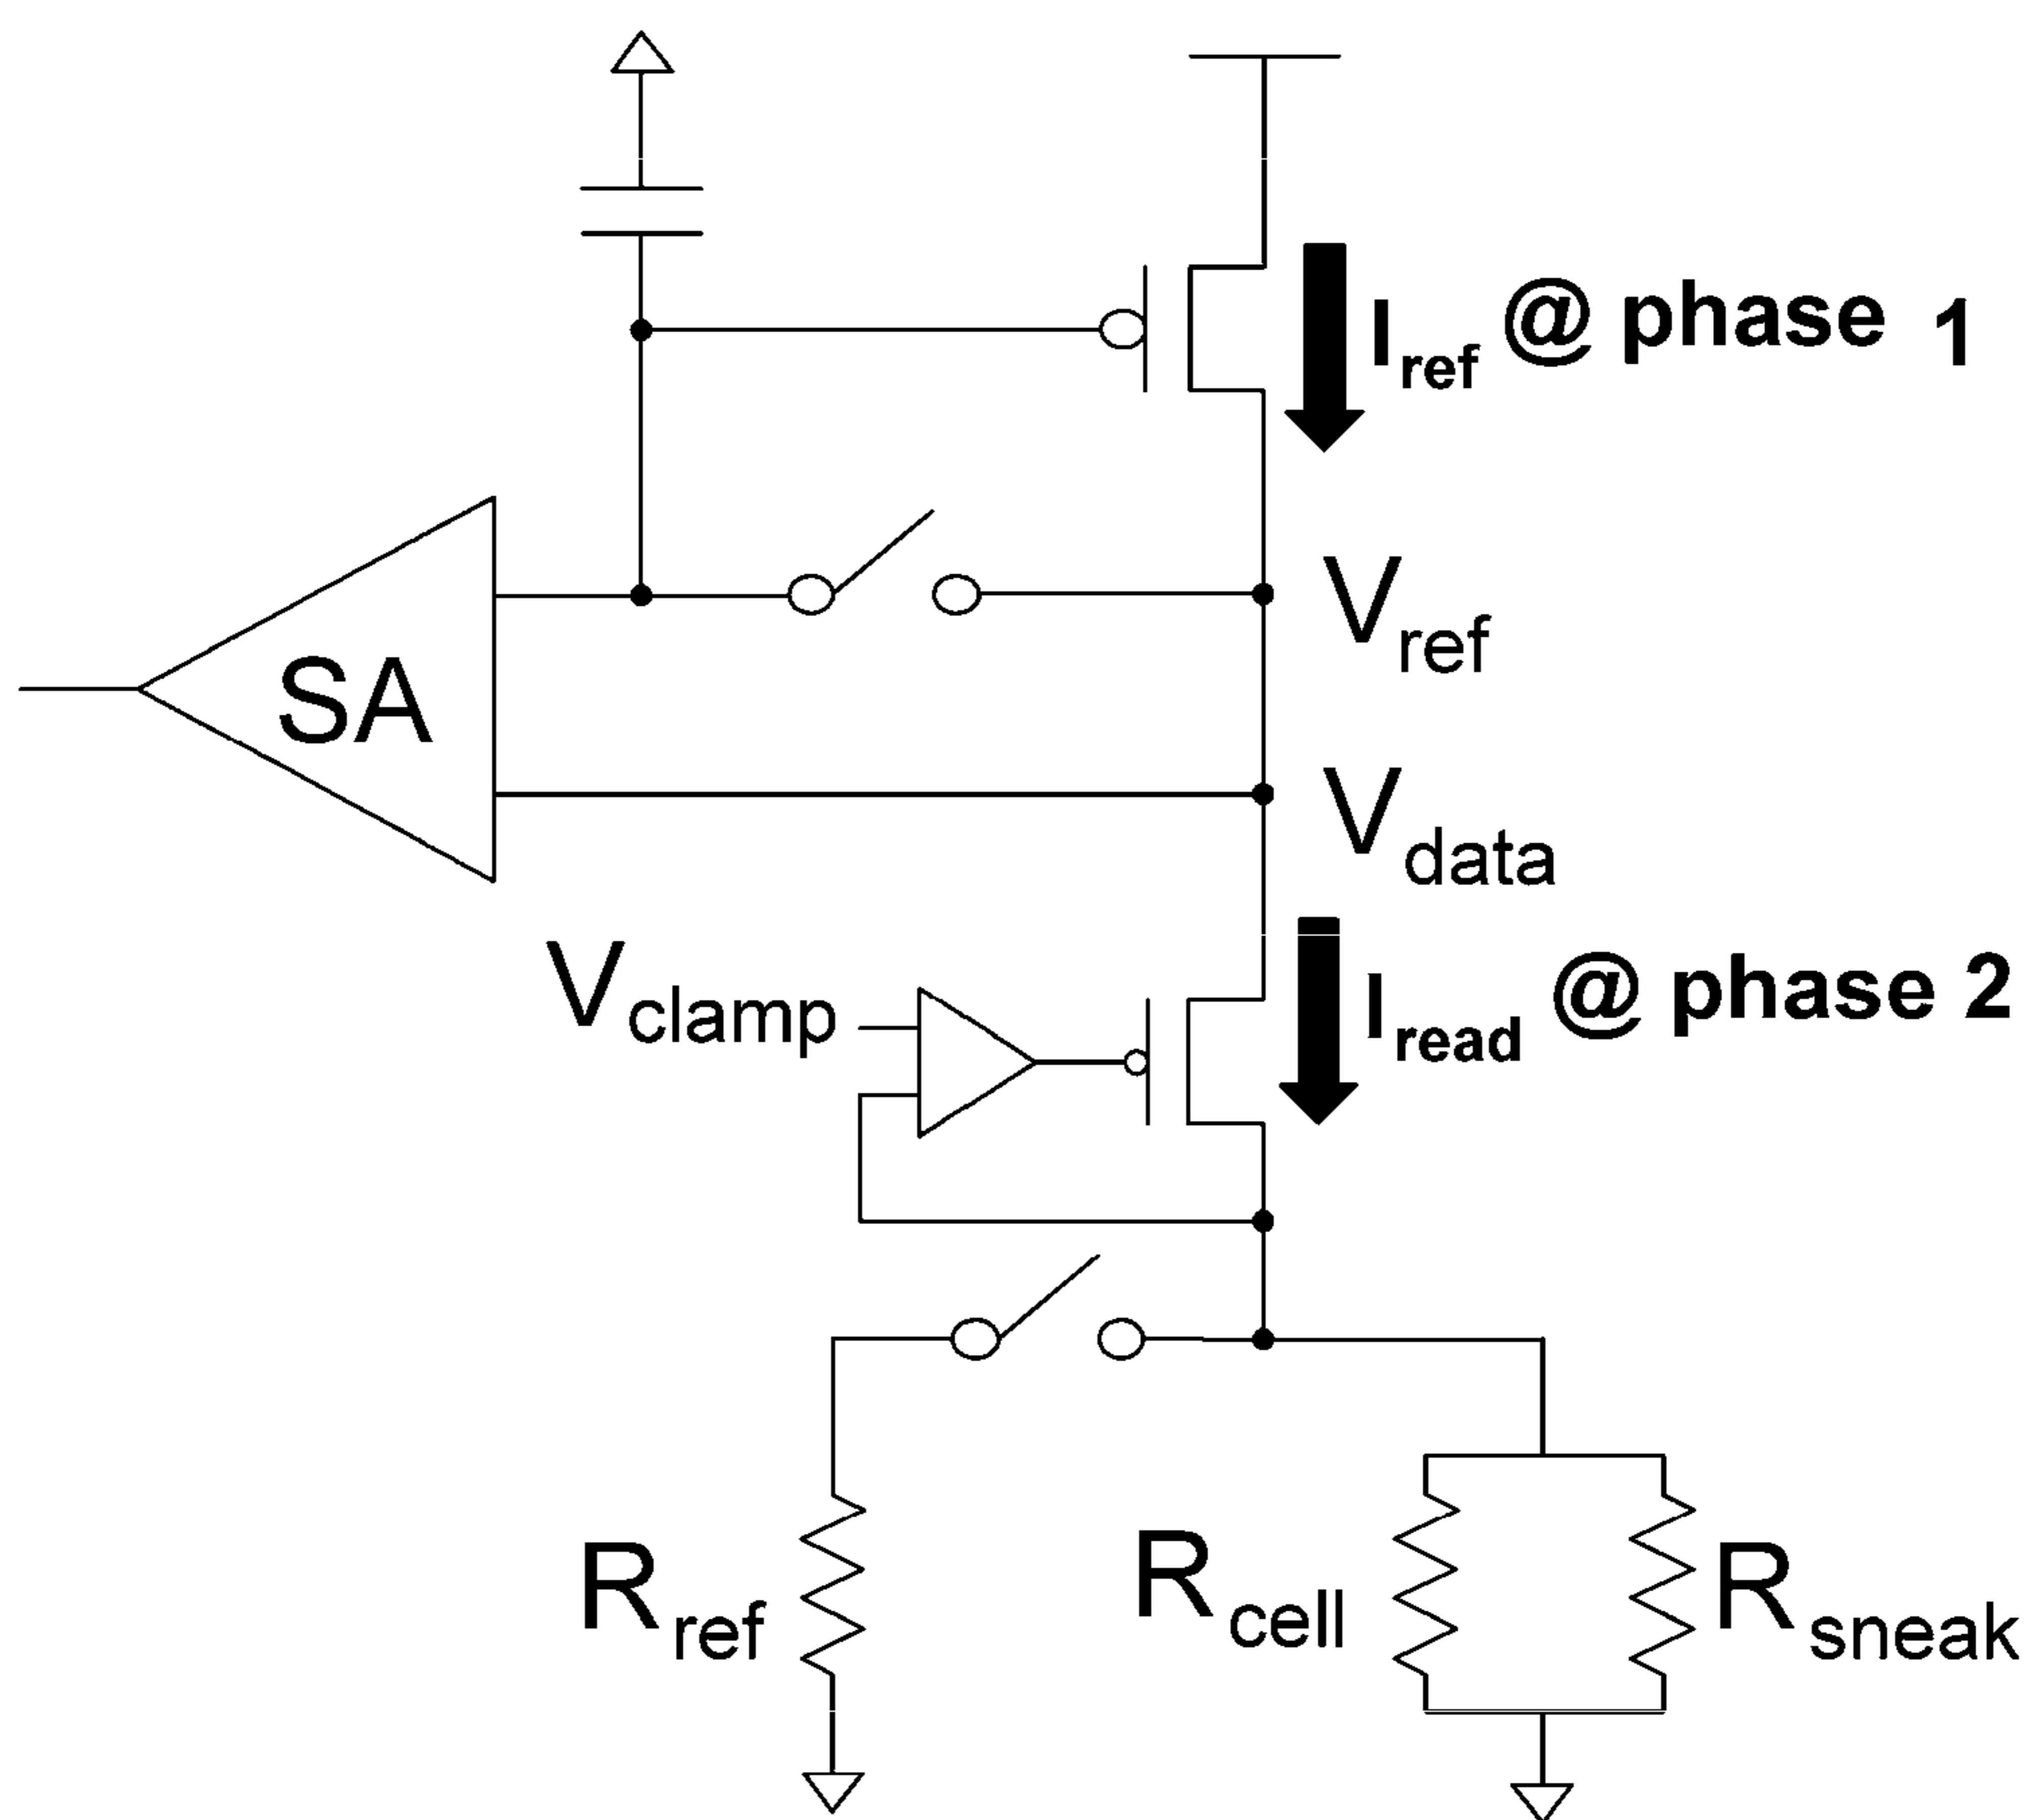 I_ref @ phase 1
V_ref
SA
V_data
V_clamp
I_read @ phase 2
R_ref
R_cell
R_sneak